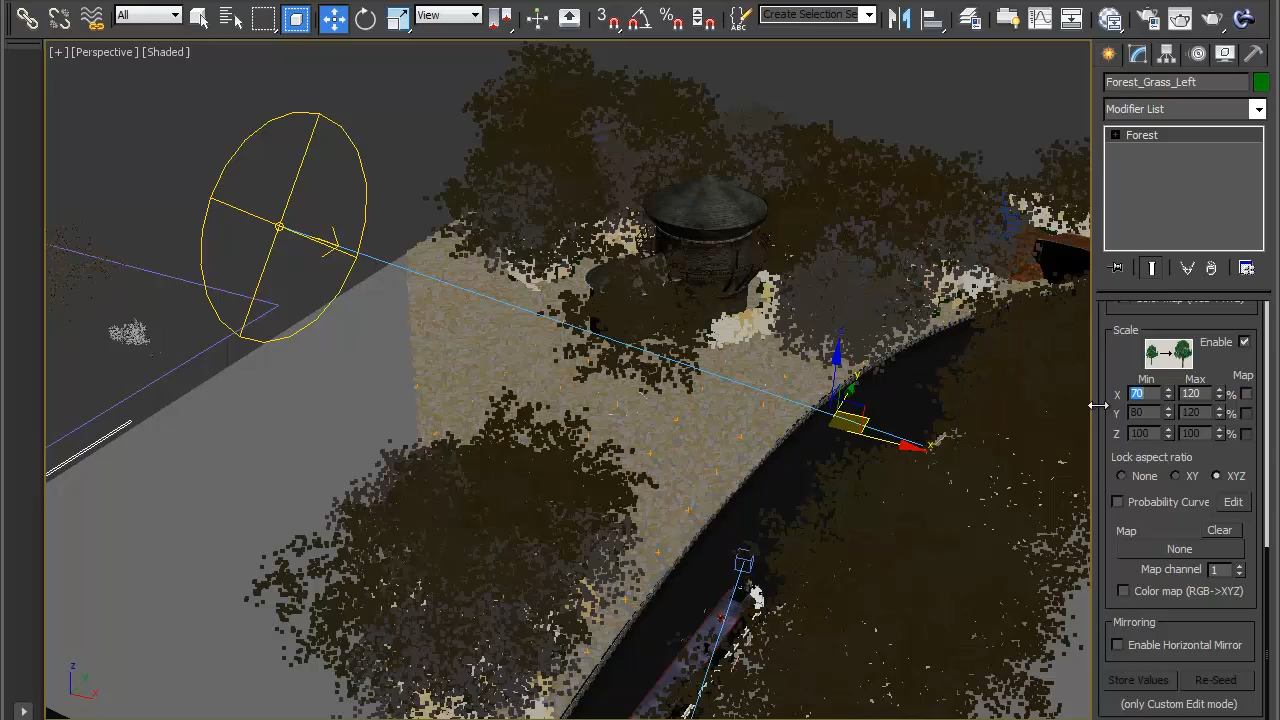 All
View
3
ABC
Create Selection Se
[+] [Perspective] [Shaded]
Forest_Grass_Left
Modifier List
Forest
Scale
Enable
Min Max Map
X 70 120 %
Y 80 120 %
Z 100 100 %
Lock aspect ratio
None XY XYZ
Probability Curve Edit
Map Clear
None
Map channel 1
Color map (RGB->XYZ)
Mirroring
Enable Horizontal Mirror
Store Values Re-Seed
(only Custom Edit mode)
z
y
x
y
x